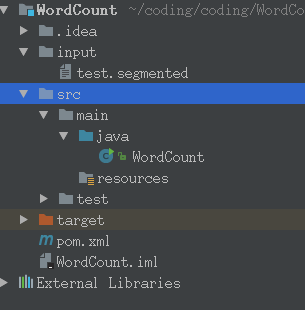 WordCount ~/coding/coding/WordCo
.idea
input
test.segmented
src
main
java
WordCount
resources
test
target
pom.xml
WordCount.iml
External Libraries